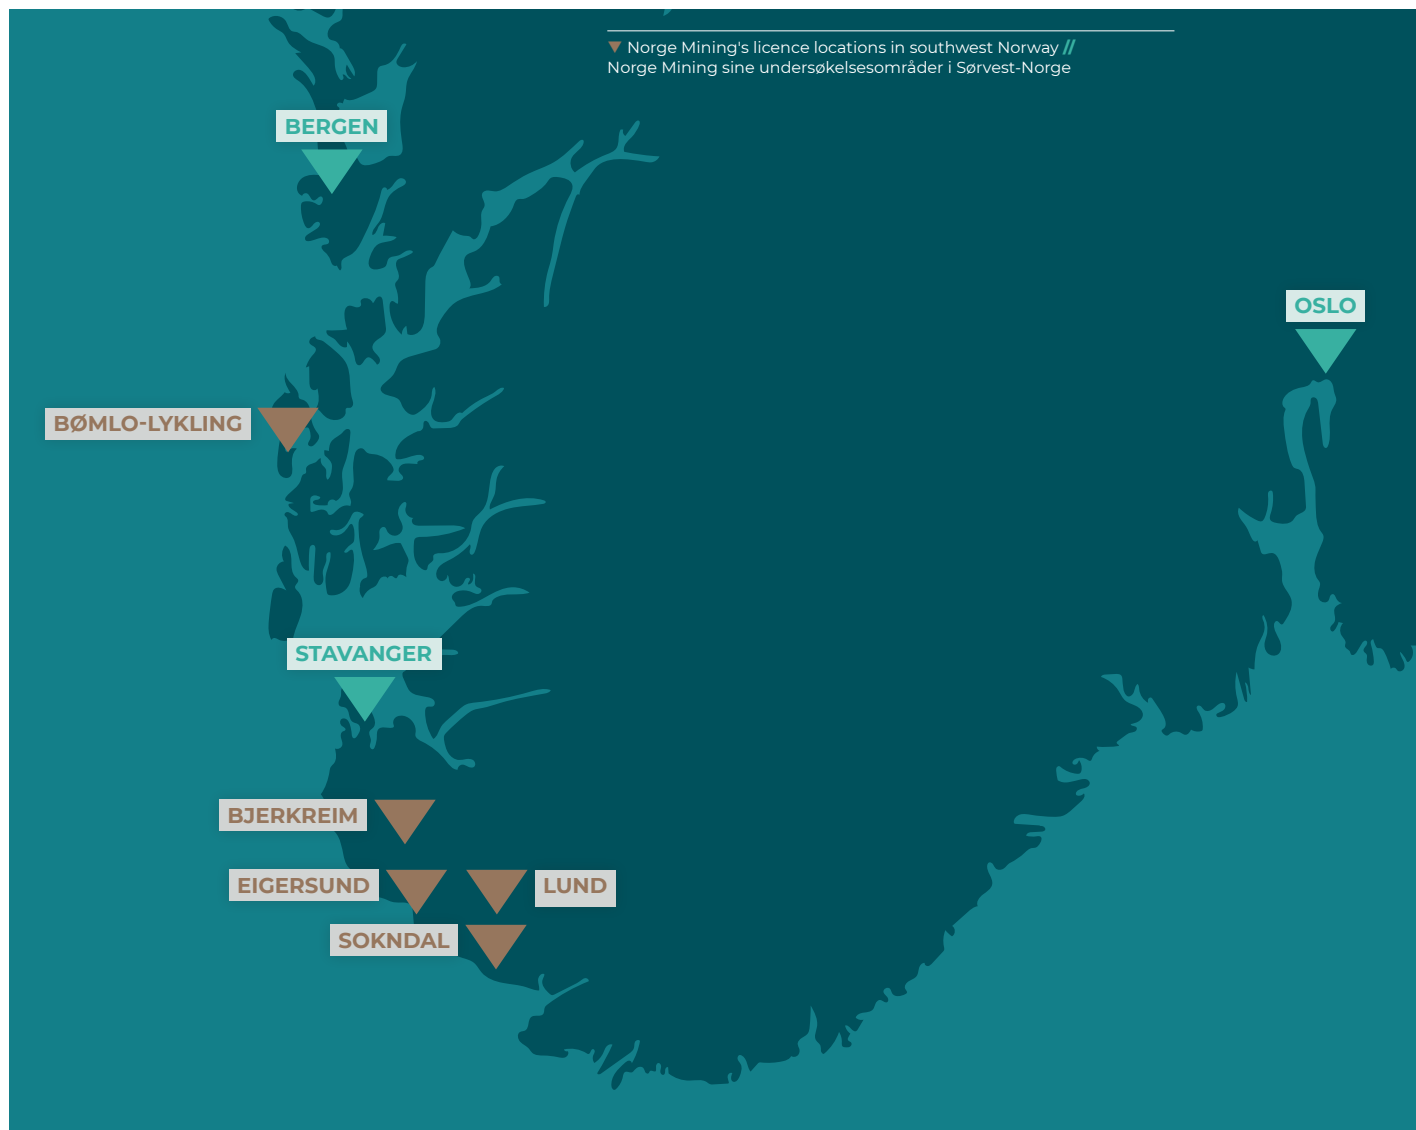 Norge Mining's licence locations in southwest Norway //
Norge Mining sine undersøkelsesområder i Sørvest-Norge
BERGEN
OSLO
BØMLO-LYKLING
STAVANGER
BJERKREIM
EIGERSUND
LUND
SOKNDAL